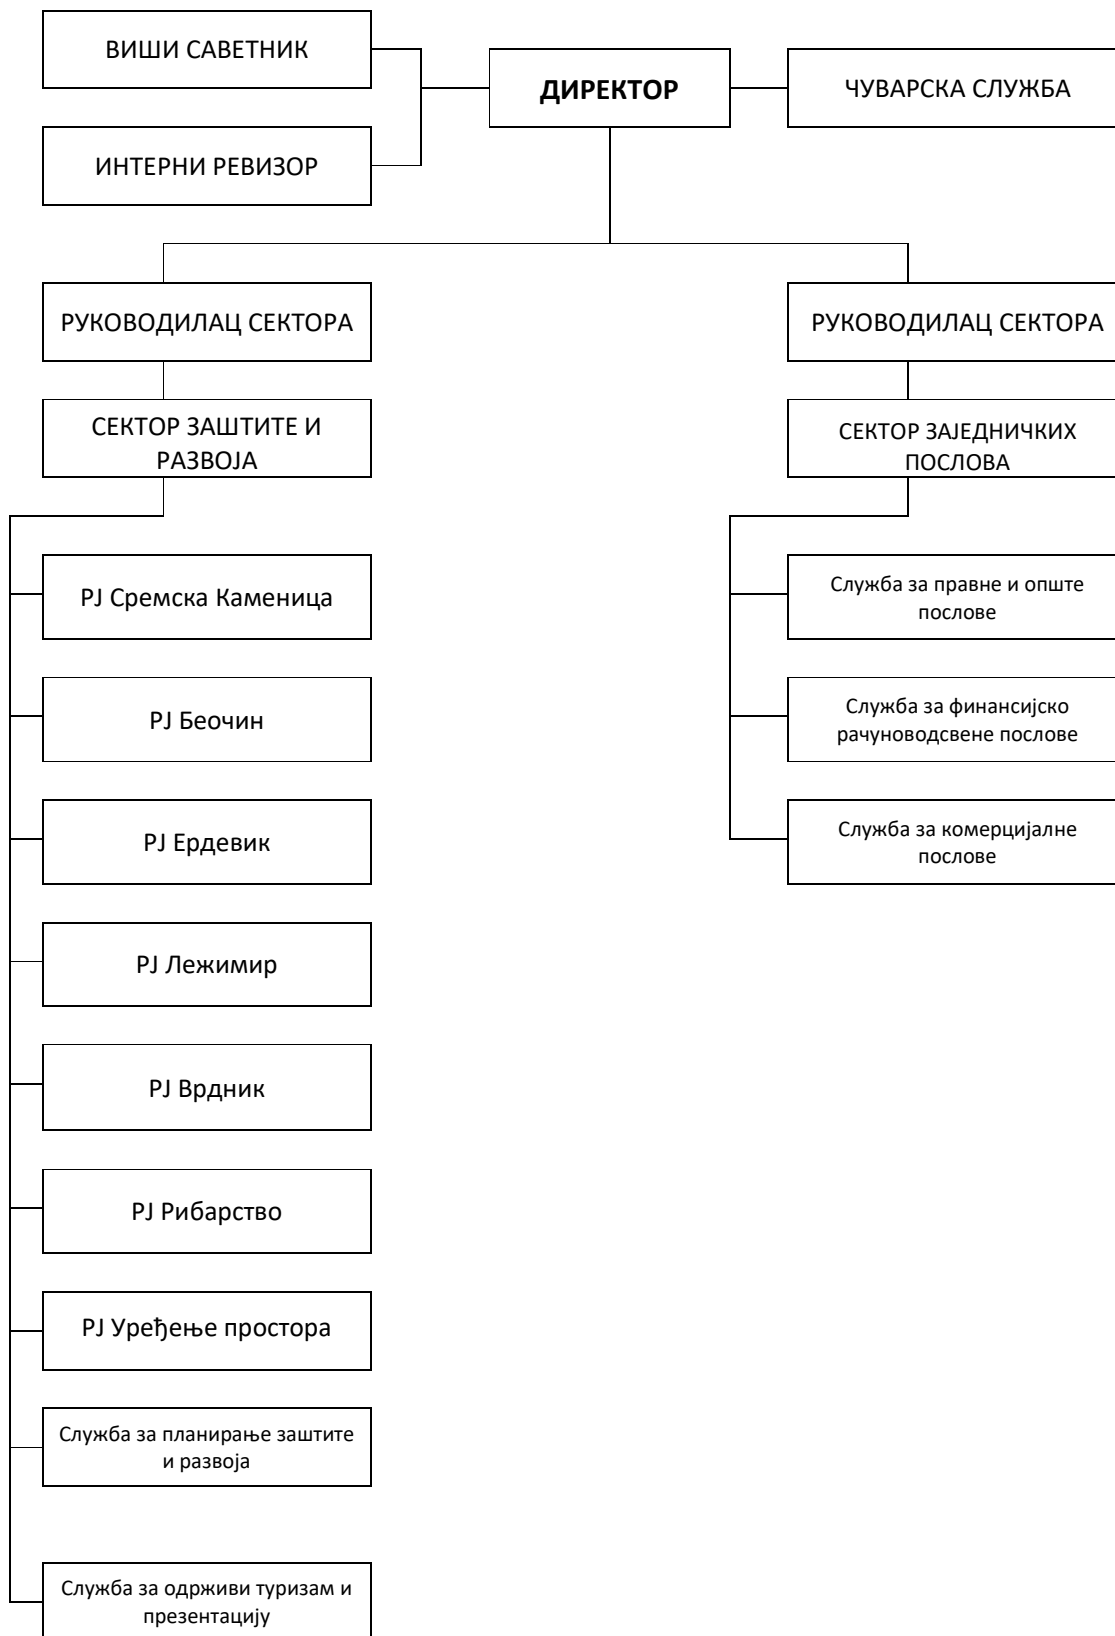 ВИШИ САВЕТНИК
ДИРЕКТОР
ЧУВАРСКА СЛУЖБА
ИНТЕРНИ РЕВИЗОР
РУКОВОДИЛАЦ СЕКТОРА
РУКОВОДИЛАЦ СЕКТОРА
СЕКТОР ЗАШТИТЕ И
РАЗВОЈА
СЕКТОР ЗАЈЕДНИЧКИХ
ПОСЛОВА
РЈ Сремска Каменица
РЈ Беочин
РЈ Ердевик
РЈ Лежимир
РЈ Врдник
РЈ Рибарство
РЈ Уређење простора
Служба за планирање заштите
и развоја
Служба за одрживи туризам и
презентацију
Служба за правне и опште
послове
Служба за финансијско
рачуноводсвене послове
Служба за комерцијалне
послове